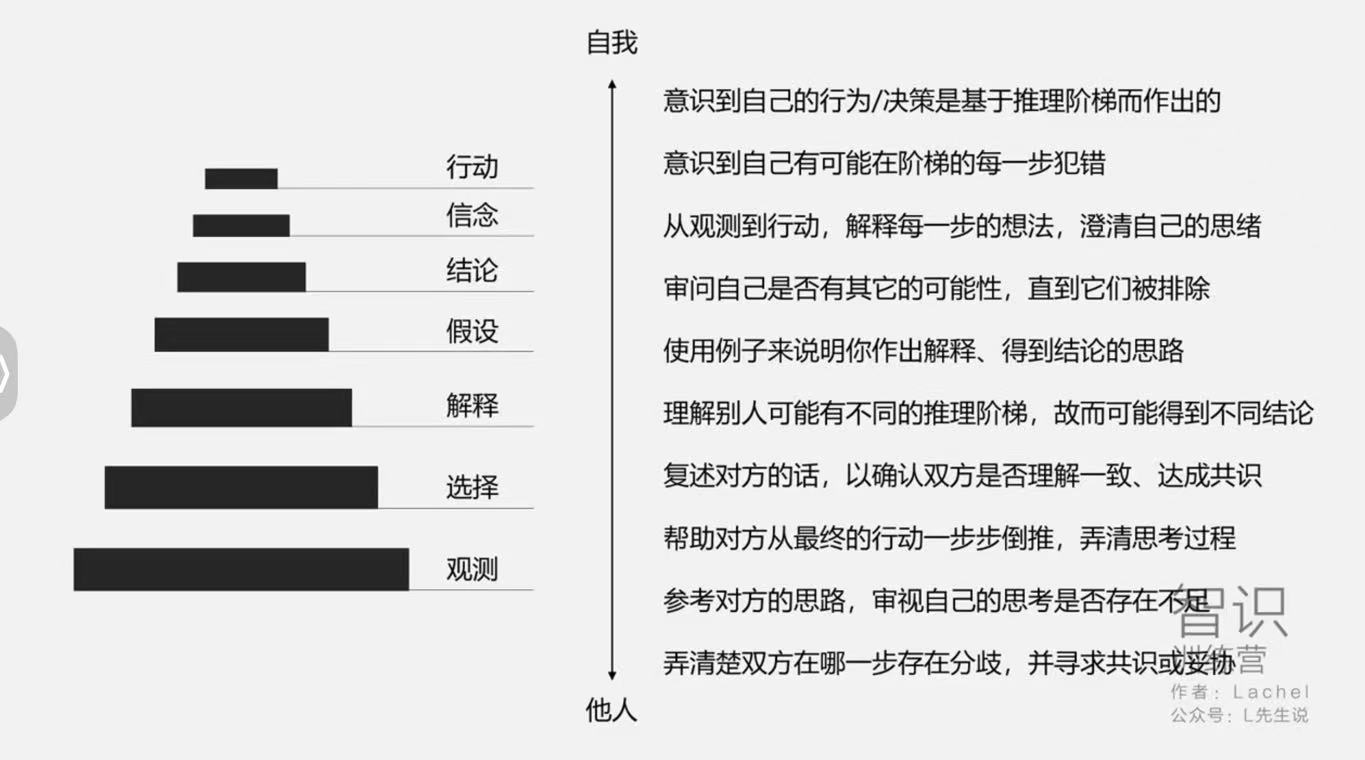 自我
行动
信念
结论
假设
解释
选择
观测
意识到自己的行为/决策是基于推理阶梯而作出的
意识到自己有可能在阶梯的每一步犯错
从观测到行动，解释每一步的想法，澄清自己的思绪
审问自己是否有其它的可能性，直到它们被排除
使用例子来说明你作出解释、得到结论的思路
理解别人可能有不同的推理阶梯，故而可能得到不同结论
复述对方的话，以确认双方是否理解一致、达成共识
帮助对方从最终的行动一步步倒推，弄清思考过程
参考对方的思路，审视自己的思考是否存在不足
弄清楚双方在哪一步存在分歧，并寻求共识或妥协
他人
智识
训练营
作者：Lachel
公众号：L先生说